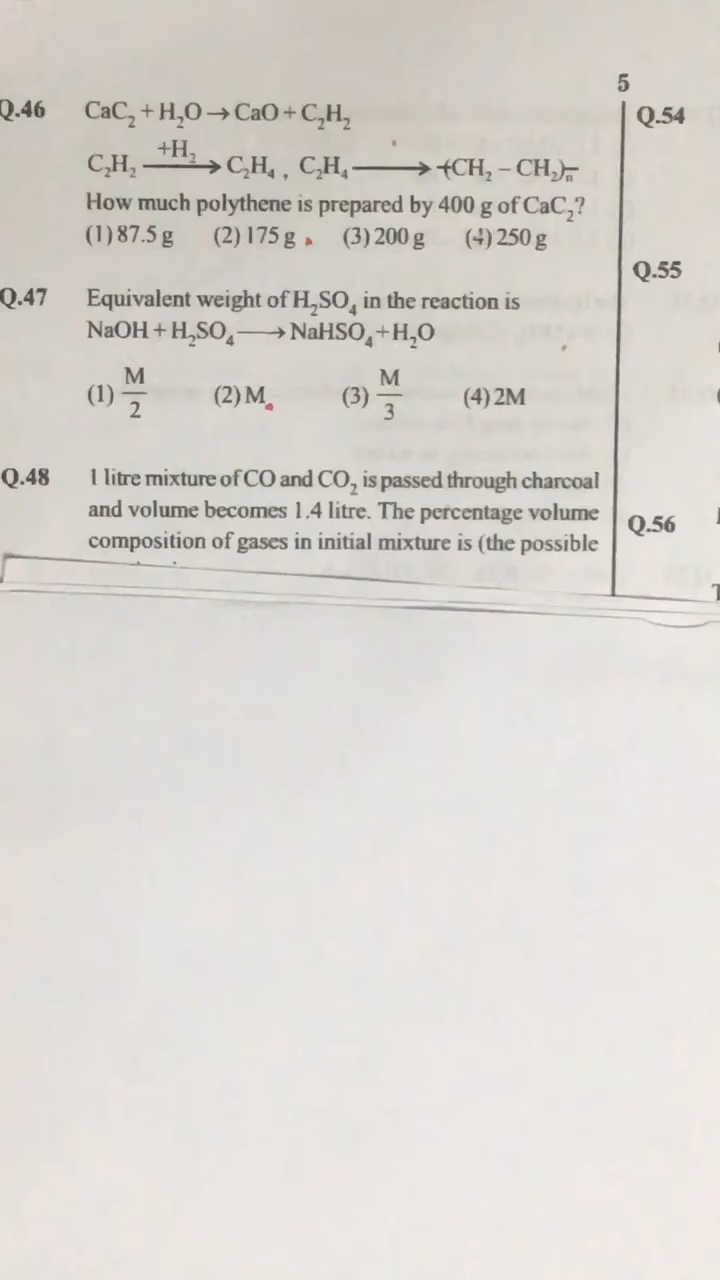 5
Q.46 CaC₂ + H₂O → CaO + C₂H₂
C₂H₂ +H₂ → C₂H₄ , C₂H₄ → (CH₂ – CH₂)ₙ
How much polythene is prepared by 400 g of CaC₂?
(1) 87.5 g (2) 175 g (3) 200 g (4) 250 g
Q.47 Equivalent weight of H₂SO₄ in the reaction is
NaOH + H₂SO₄ → NaHSO₄ + H₂O
(1) M/2 (2) M (3) M/3 (4) 2M
Q.48 1 litre mixture of CO and CO₂ is passed through charcoal
and volume becomes 1.4 litre. The percentage volume
composition of gases in initial mixture is (the possible
Q.54
Q.55
Q.56